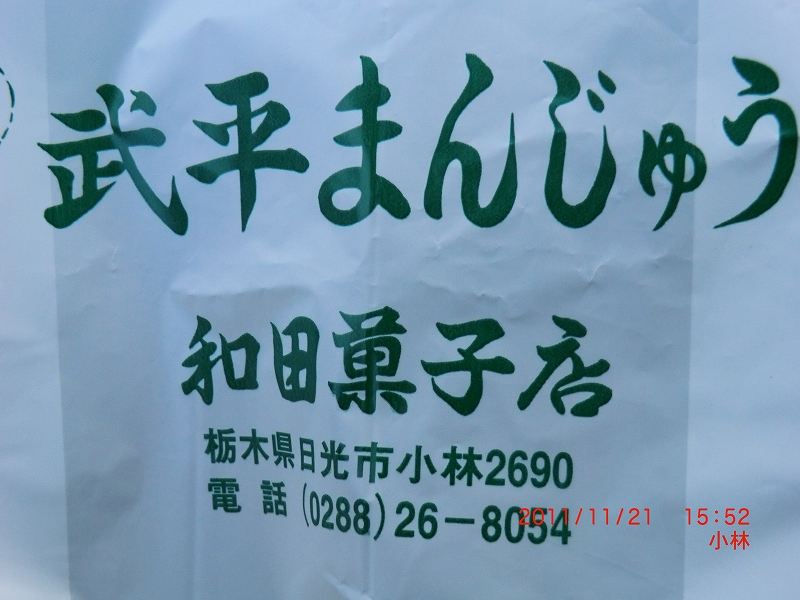 武平まんじゅう
和田菓子店
栃木県日光市小林2690
電話(0288)26－8054
2011/11/21 15:52
小林